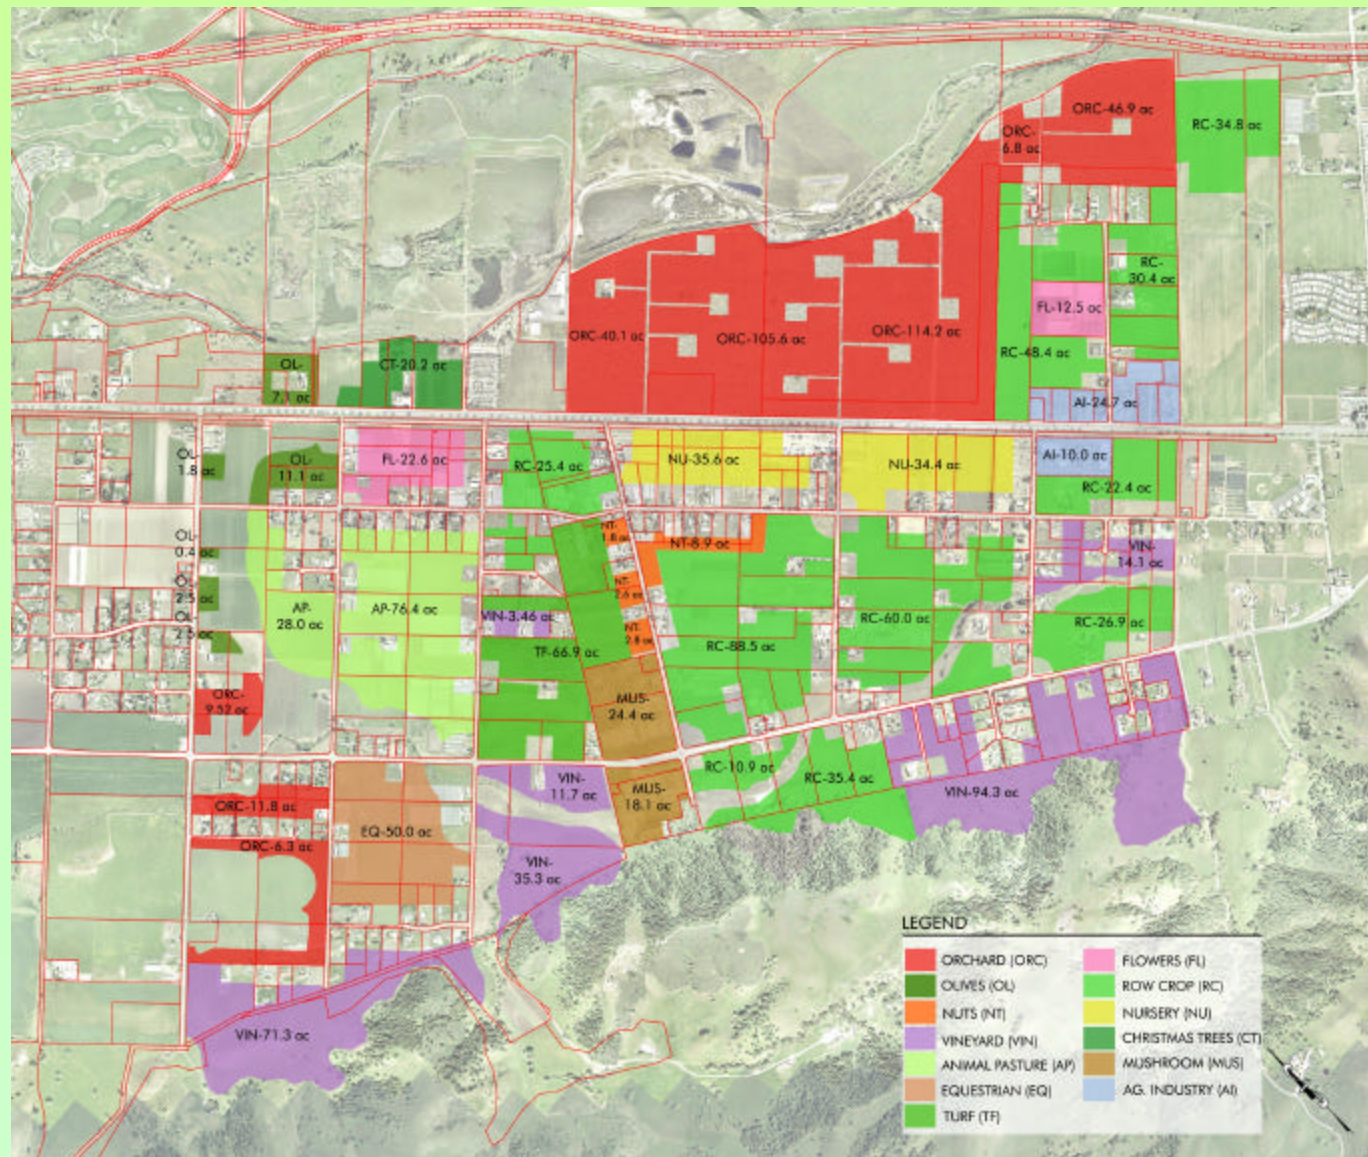 ORC-46.9 ac
ORC-
6.8 ac
RC-34.8 ac
RC-
30.4 ac
FL-12.5 ac
ORC-40.1 ac
ORC-105.6 ac
ORC-114.2 ac
RC-48.4 ac
OL-
7.1 ac
CT-20.2 ac
AI-24.7 ac
OL-
1.8 ac
OL-
11.1 ac
FL-22.6 ac
RC-25.4 ac
NU-35.6 ac
NU-34.4 ac
AI-10.0 ac
RC-22.4 ac
OL-
0.4 ac
NT-
1.8 ac
NT-8.9 ac
VIN-
14.1 ac
OL-
2.5 ac
NT-
2.6 ac
AP-
28.0 ac
AP-76.4 ac
VIN-3.46 ac
OL-
2.5 ac
NT-
2.8 ac
RC-60.0 ac
RC-26.9 ac
TF-66.9 ac
RC-88.5 ac
ORC-
9.52 ac
MUS-
24.4 ac
VIN-
11.7 ac
RC-10.9 ac
RC-35.4 ac
MUS-
18.1 ac
VIN-94.3 ac
ORC-11.8 ac
EQ-50.0 ac
ORC-6.3 ac
VIN-
35.3 ac
VIN-71.3 ac
LEGEND
ORCHARD (ORC)
OLIVES (OL)
NUTS (NT)
VINEYARD (VIN)
ANIMAL PASTURE (AP)
EQUESTRIAN (EQ)
TURF (TF)
FLOWERS (FL)
ROW CROP (RC)
NURSERY (NU)
CHRISTMAS TREES (CT)
MUSHROOM (MUS)
AG. INDUSTRY (AI)